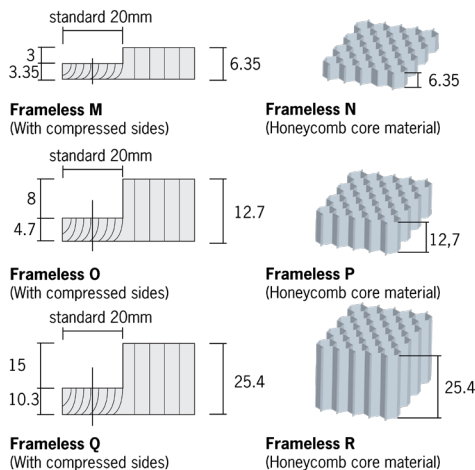 standard 20mm
3
3.35
6.35
6.35
Frameless M
(With compressed sides)
Frameless N
(Honeycomb core material)
standard 20mm
8
4.7
12.7
12,7
Frameless O
(With compressed sides)
Frameless P
(Honeycomb core material)
standard 20mm
15
10.3
25.4
25.4
Frameless Q
(With compressed sides)
Frameless R
(Honeycomb core material)